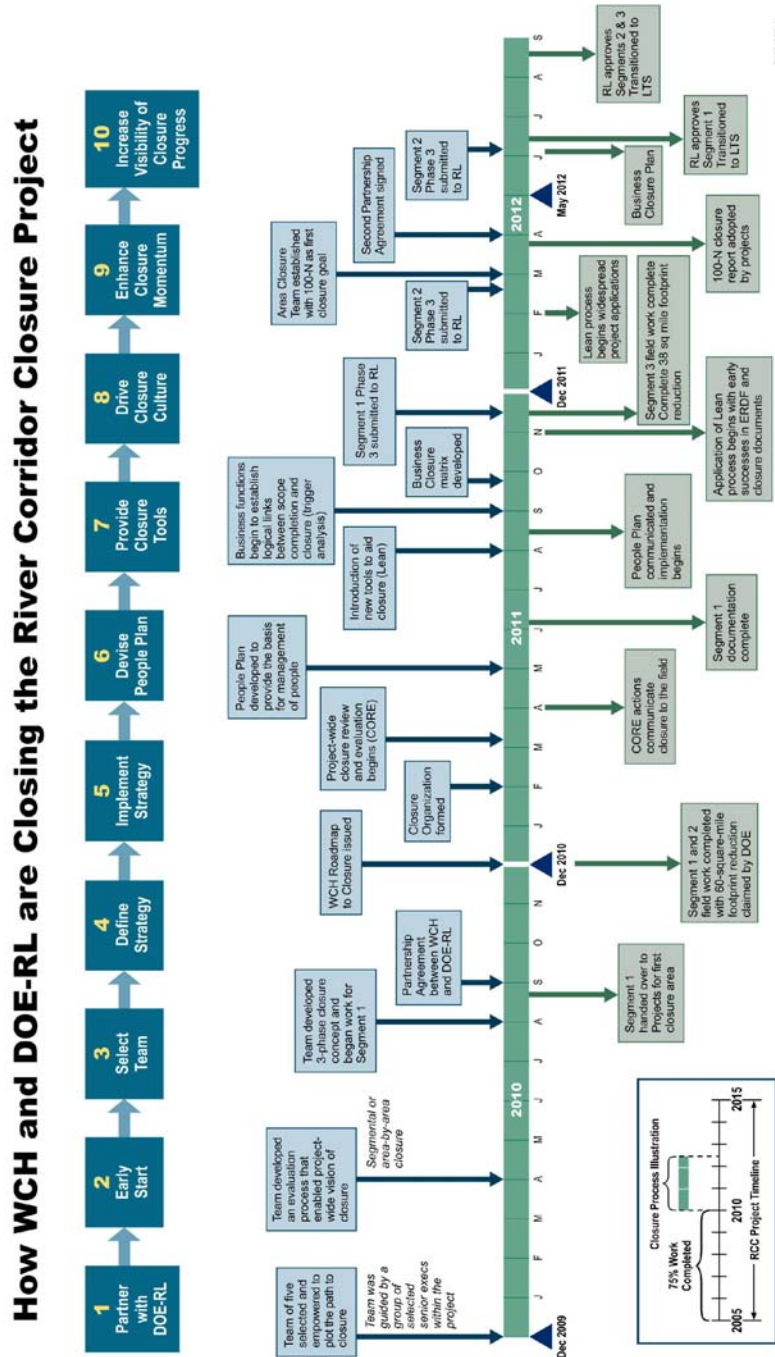 How WCH and DOE-RL are Closing the River Corridor Closure Project
1
Partner
with
DOE-RL
2
Early
Start
3
Select
Team
4
Define
Strategy
5
Implement
Strategy
6
Devise
People Plan
7
Provide
Closure
Tools
8
Drive
Closure
Culture
9
Enhance
Closure
Momentum
10
Increase
Visibility of
Closure
Progress
Team of five
selected and
empowered to
plot the path to
closure
Team was
guided by a
group of
selected
senior execs within
the project
Team developed
an evaluation
process that
enabled project-
wide vision of
closure
Segmental or
area-by-area
closure
Team developed
3-phase closure
concept and
began work for
Segment 1
Partnership
Agreement
between WCH
and DOE-RL
WCH Roadmap
to Closure issued
Closure
Organization
formed
Project-wide
closure review
and evaluation
begins (CORE)
People Plan
developed to
provide the basis
for management
of people
Introduction of
new tools to aid
closure (Lean)
Business functions
begin to establish
logical links
between scope
completion and
closure (trigger
analysis)
Business
Closure
matrix
developed
Segment 1 Phase
3 submitted to RL
Segment 2
Phase 3
submitted
to RL
Area Closure
Team established
with 100-N as first
closure goal
Second Partnership
Agreement signed
Segment 2
Phase 3
submitted
to RL
2010
J F M A M J J A S O N
2011
J F M A M J J A S O N
2012
J F M A J J A S
Dec 2009
Dec 2010
Dec 2011
May 2012
Segment 1
handed over to
Projects for first
closure area
Segment 1 and 2
field work completed
with 60-square-mile
footprint reduction
claimed by DOE
CORE actions
communicate
closure to the field
Segment 1
documentation
complete
People Plan
communicated and
implementation
begins
Application of Lean
process begins with early
successes in ERDF and
closure documents
Segment 3 field work complete
Complete 38 sq mile footprint
reduction
Lean process
begins widespread
project applications
100-N closure
report adopted
by projects
Business
Closure Plan
RL approves
Segment 1
Transitioned
to LTS
RL approves
Segments 2 & 3
Transitioned to
LTS
Closure Process Illustration
75% Work
Completed
2005
2010
2015
RCC Project Timeline